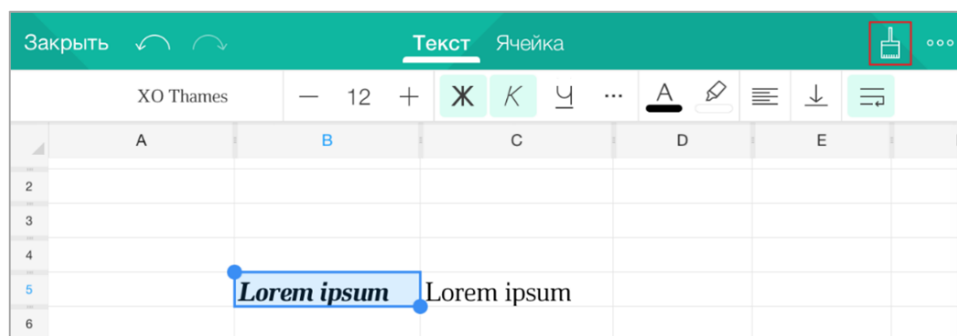 Закрыть Текст Ячейка
XO Thames 12 Ж К Ч ... А
A B C D E
2
3
4
5 Lorem ipsum Lorem ipsum
6